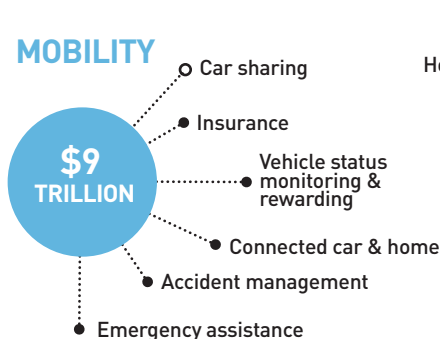 MOBILITY
Car sharing
Insurance
$9
TRILLION
Vehicle status
monitoring &
rewarding
Connected car & home
Accident management
Emergency assistance